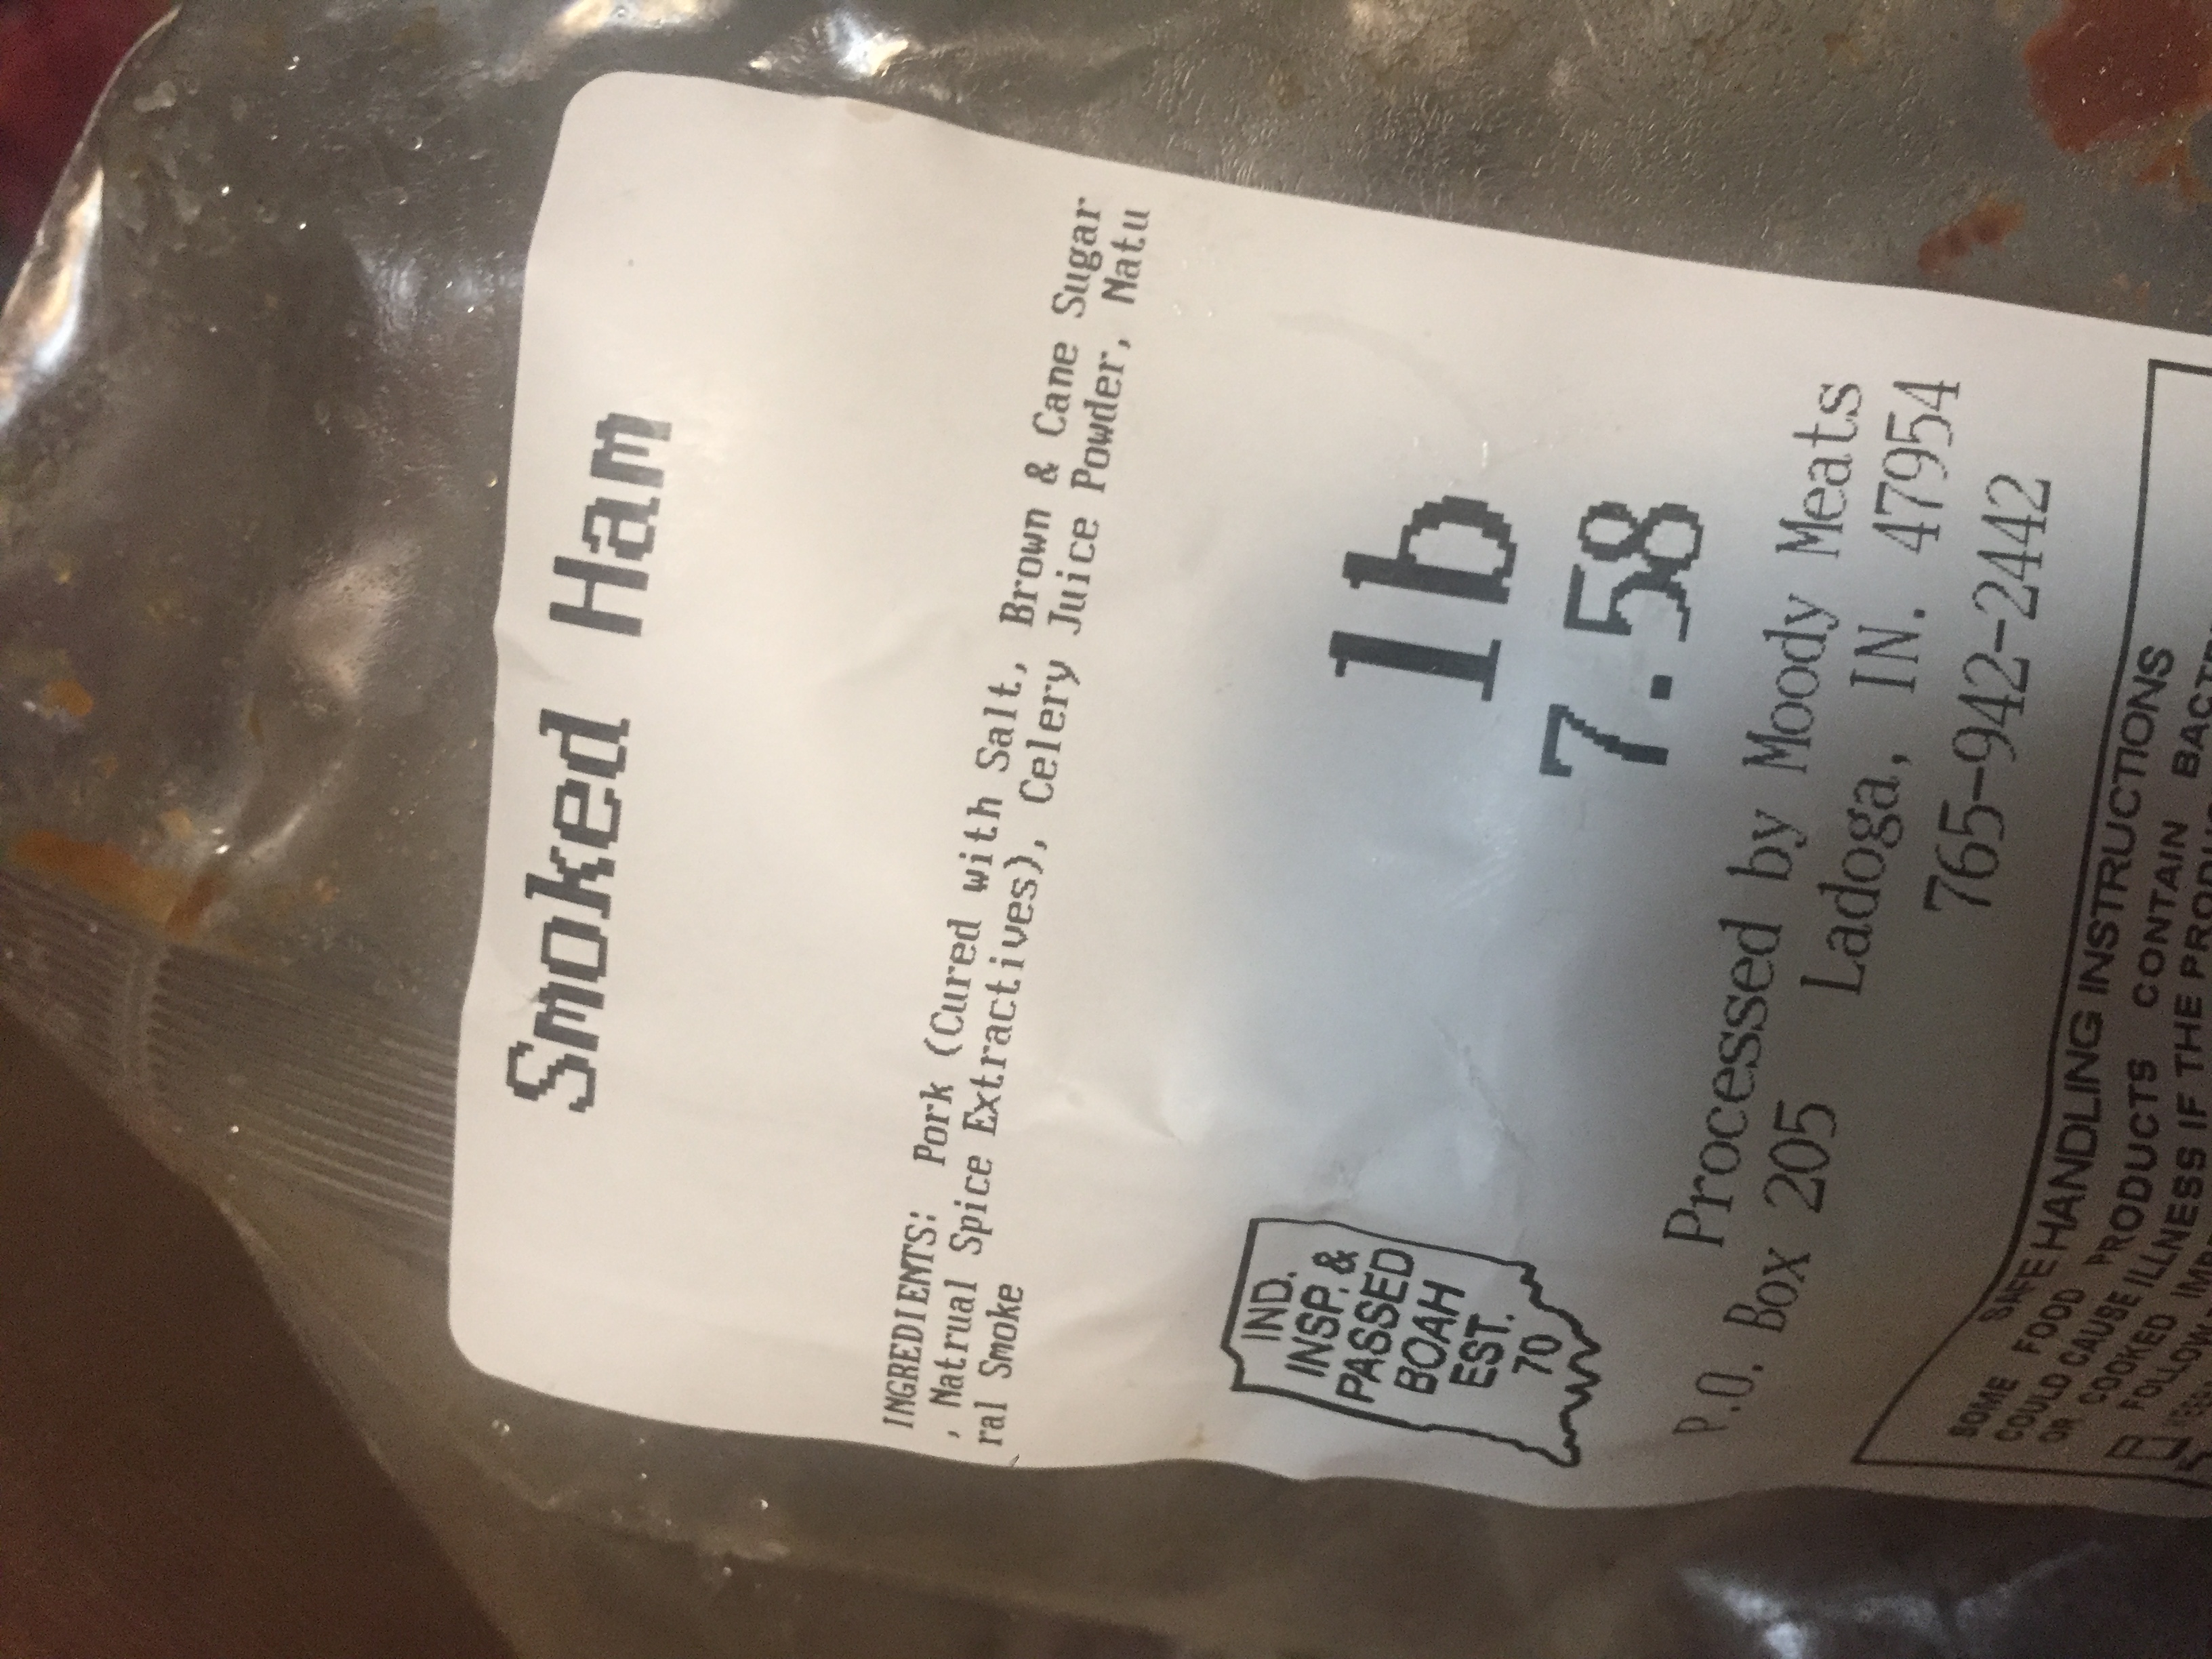 Smoked Ham
INGREDIENTS: Pork (Cured with Salt, Brown & Cane Sugar
, Natrual Spice Extractives), Celery Juice Powder, Natu
ral Smoke
lb
7.58
IND.
INSP. &
PASSED
BOAH
EST.
70
Processed by Moody Meats
P.O. Box 205 Ladoga, IN. 47954
765-942-2442
SAFE HANDLING INSTRUCTIONS
SOME FOOD PRODUCTS CONTAIN
COULD CAUSE ILLNESS IF THE
OR COOKED
FOLLOW